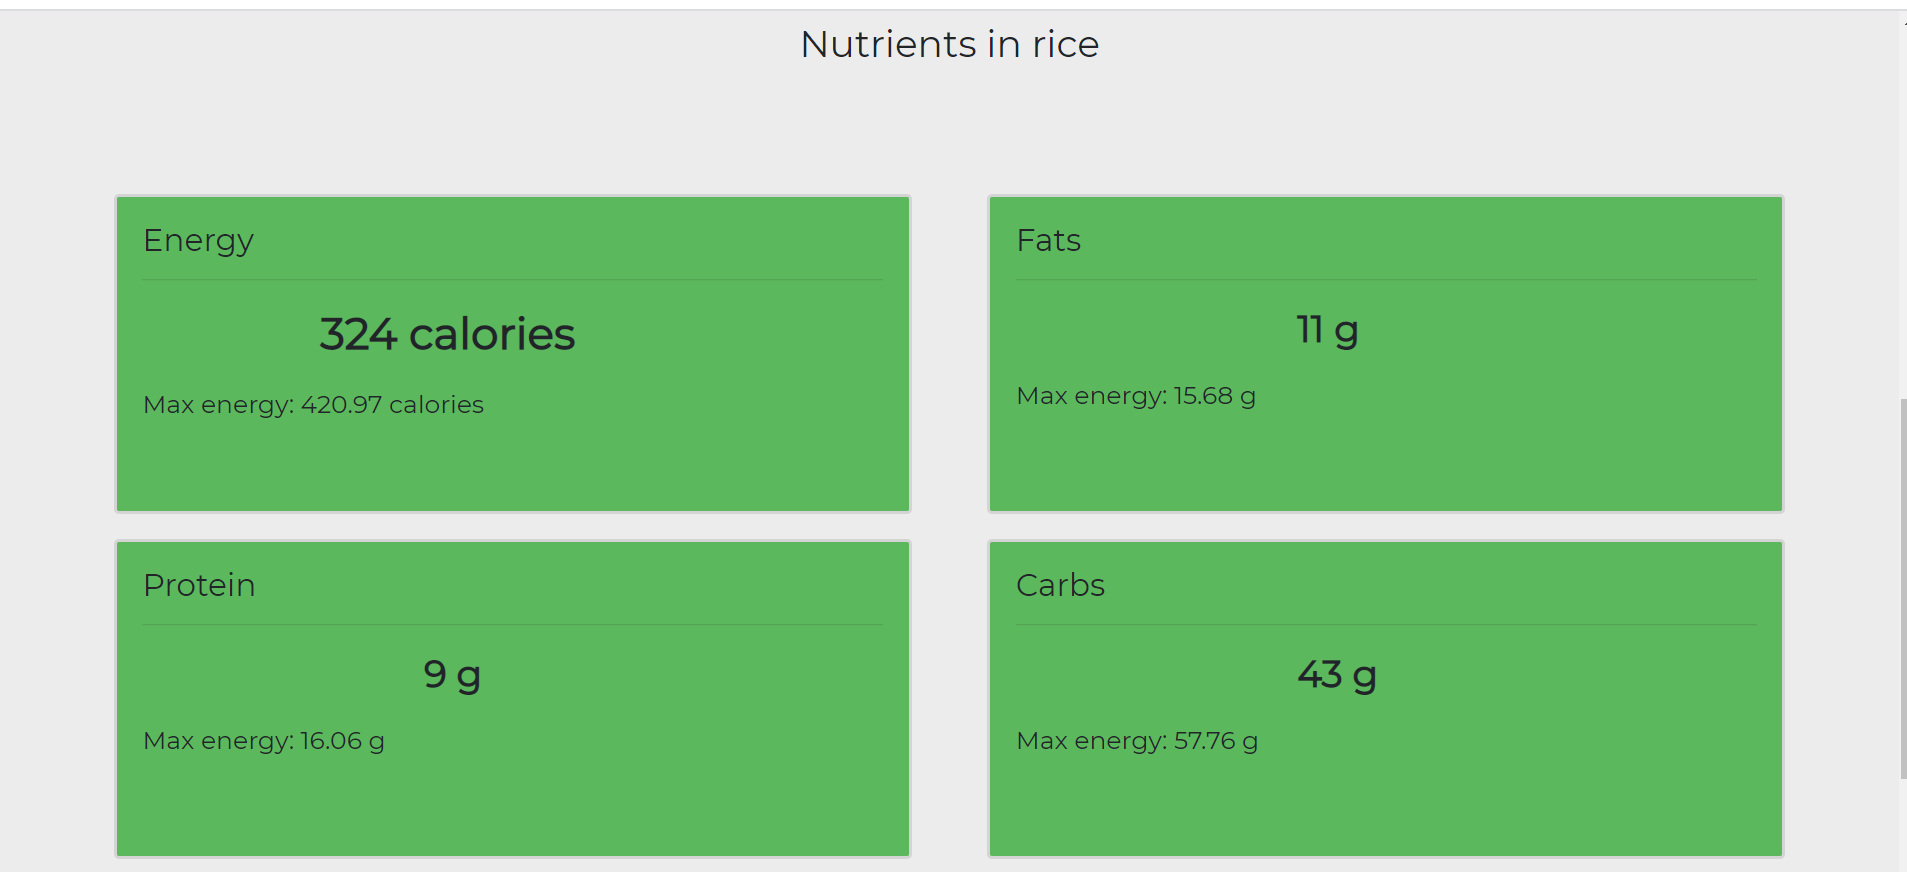 Nutrients in rice
Energy
324 calories
Max energy: 420.97 calories
Fats
11 g
Max energy: 15.68 g
Protein
9 g
Max energy: 16.06 g
Carbs
43 g
Max energy: 57.76 g